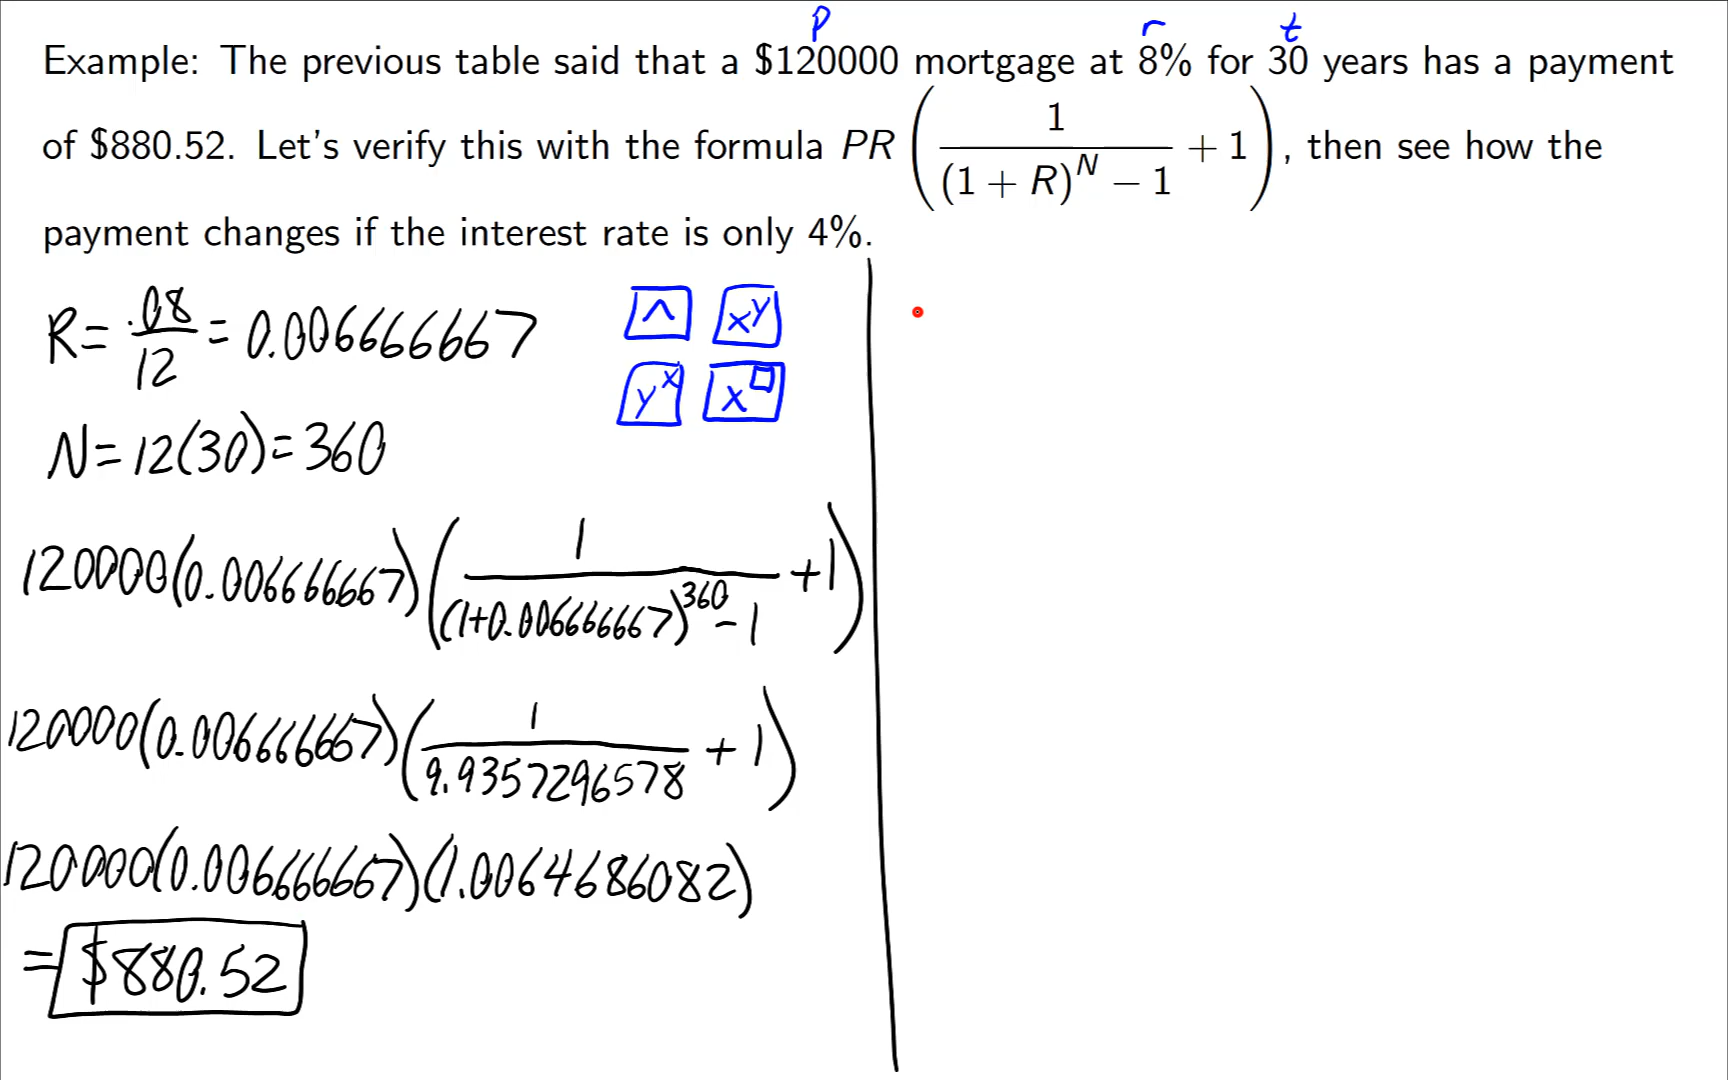 P r t
Example: The previous table said that a $120000 mortgage at 8% for 30 years has a payment
of $880.52. Let's verify this with the formula PR(1/((1 + R)^N − 1) + 1), then see how the
payment changes if the interest rate is only 4%.
R = .08/12 = 0.006666667
^ x^y
y^x x^□
N = 12(30) = 360
120000(0.006666667)(1/((1+0.006666667)^360 - 1) + 1)
120000(0.006666667)(1/9.9357296578 + 1)
120000(0.006666667)(1.0064686082)
= $880.52